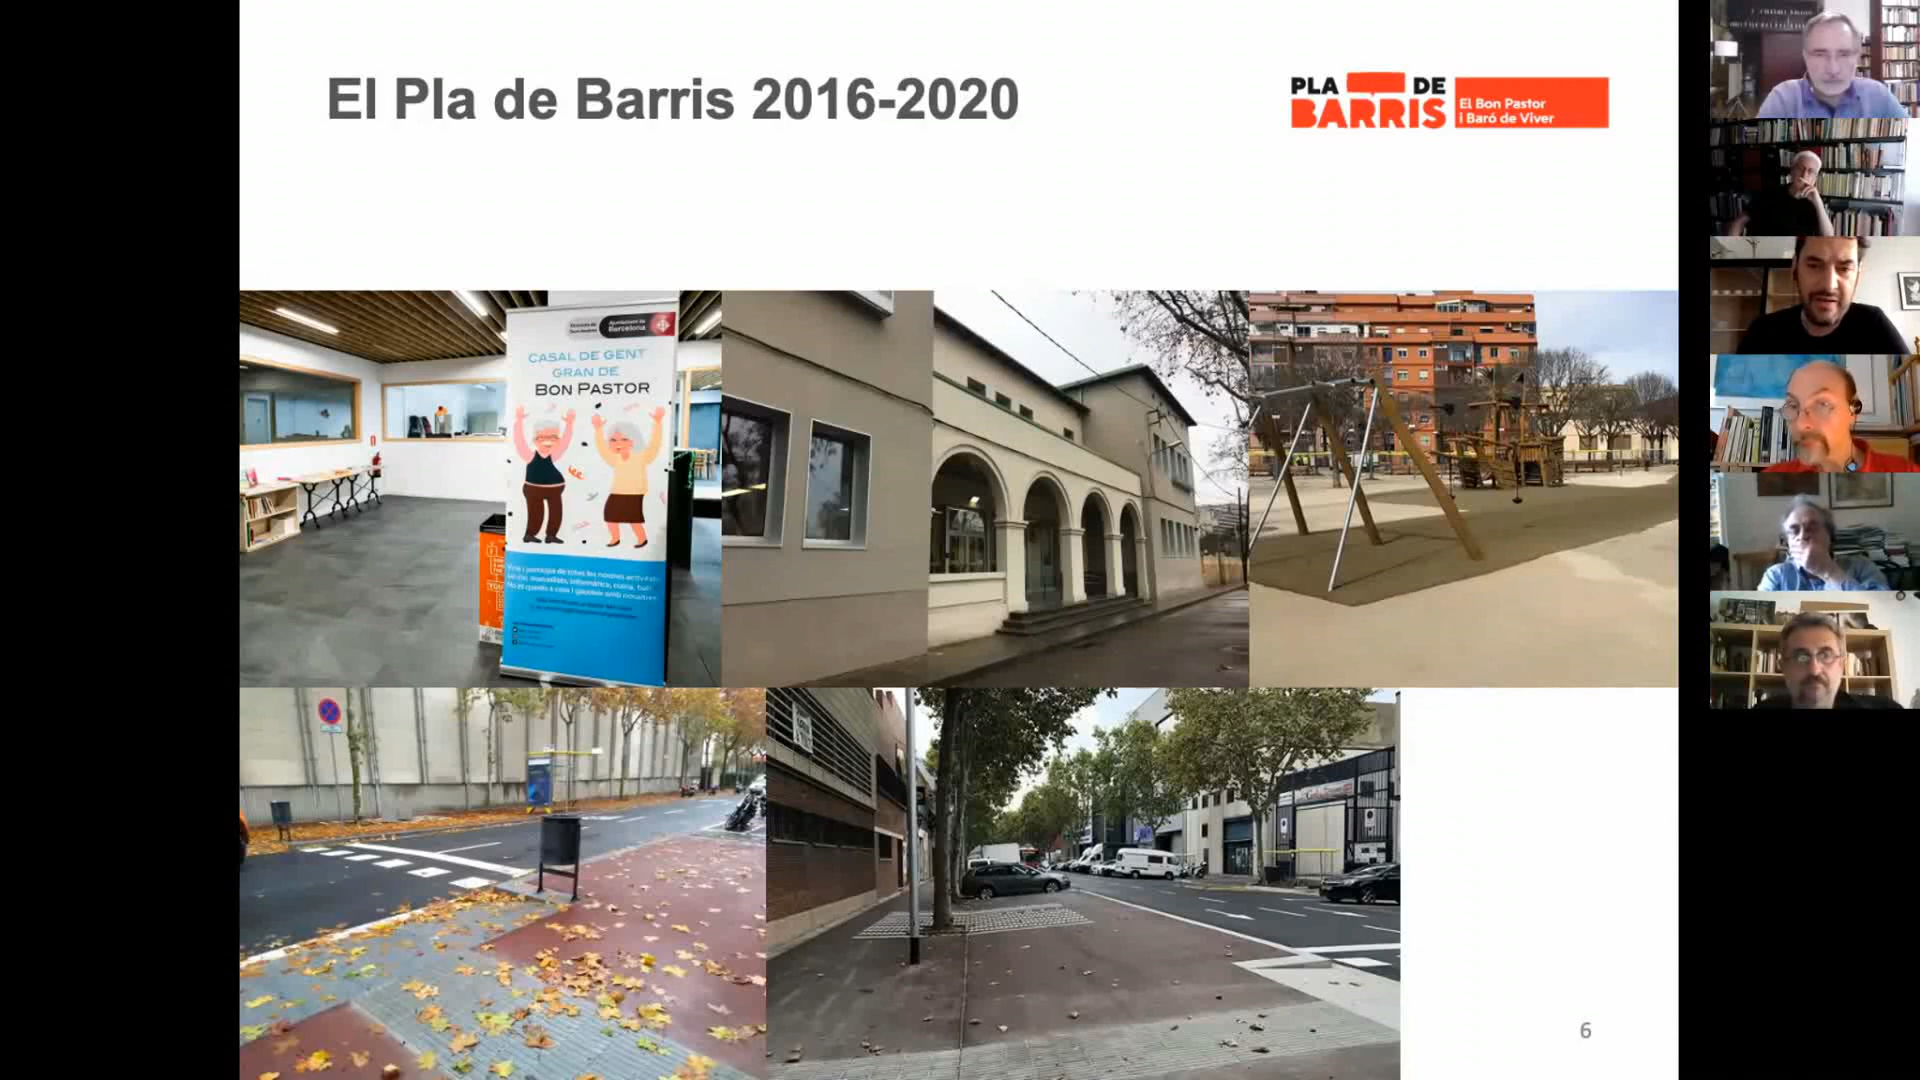 El Pla de Barris 2016-2020
PLA DE
BARRIS
El Bon Pastor
i Baró de Viver
Ajuntament de
Barcelona
CASAL DE GENT
GRAN DE
BON PASTOR
6